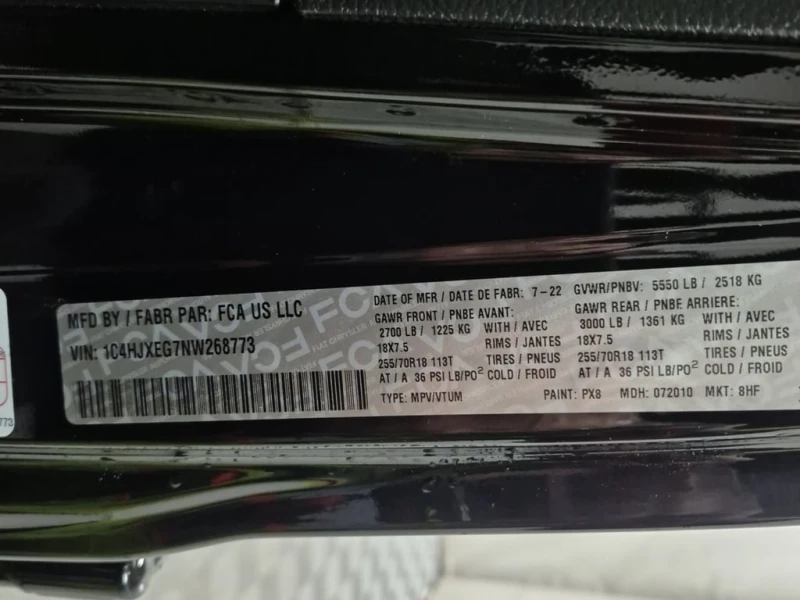 MFD BY / FABR PAR: FCA US LLC
VIN: 1C4HJXEG7NW268773
DATE OF MFR / DATE DE FABR: 7-22
GVWR/PNBV: 5550 LB / 2518 KG
GAWR FRONT / PNBE AVANT:
2700 LB / 1225 KG WITH / AVEC
18X7.5 RIMS / JANTES
255/70R18 113T TIRES / PNEUS
AT / A 36 PSI LB/PO² COLD / FROID
GAWR REAR / PNBE ARRIERE:
3000 LB / 1361 KG WITH / AVEC
18X7.5 RIMS / JANTES
255/70R18 113T TIRES / PNEUS
AT / A 36 PSI LB/PO² COLD / FROID
TYPE: MPV/VTUM PAINT: PX8 MDH: 072010 MKT: 8HF
773